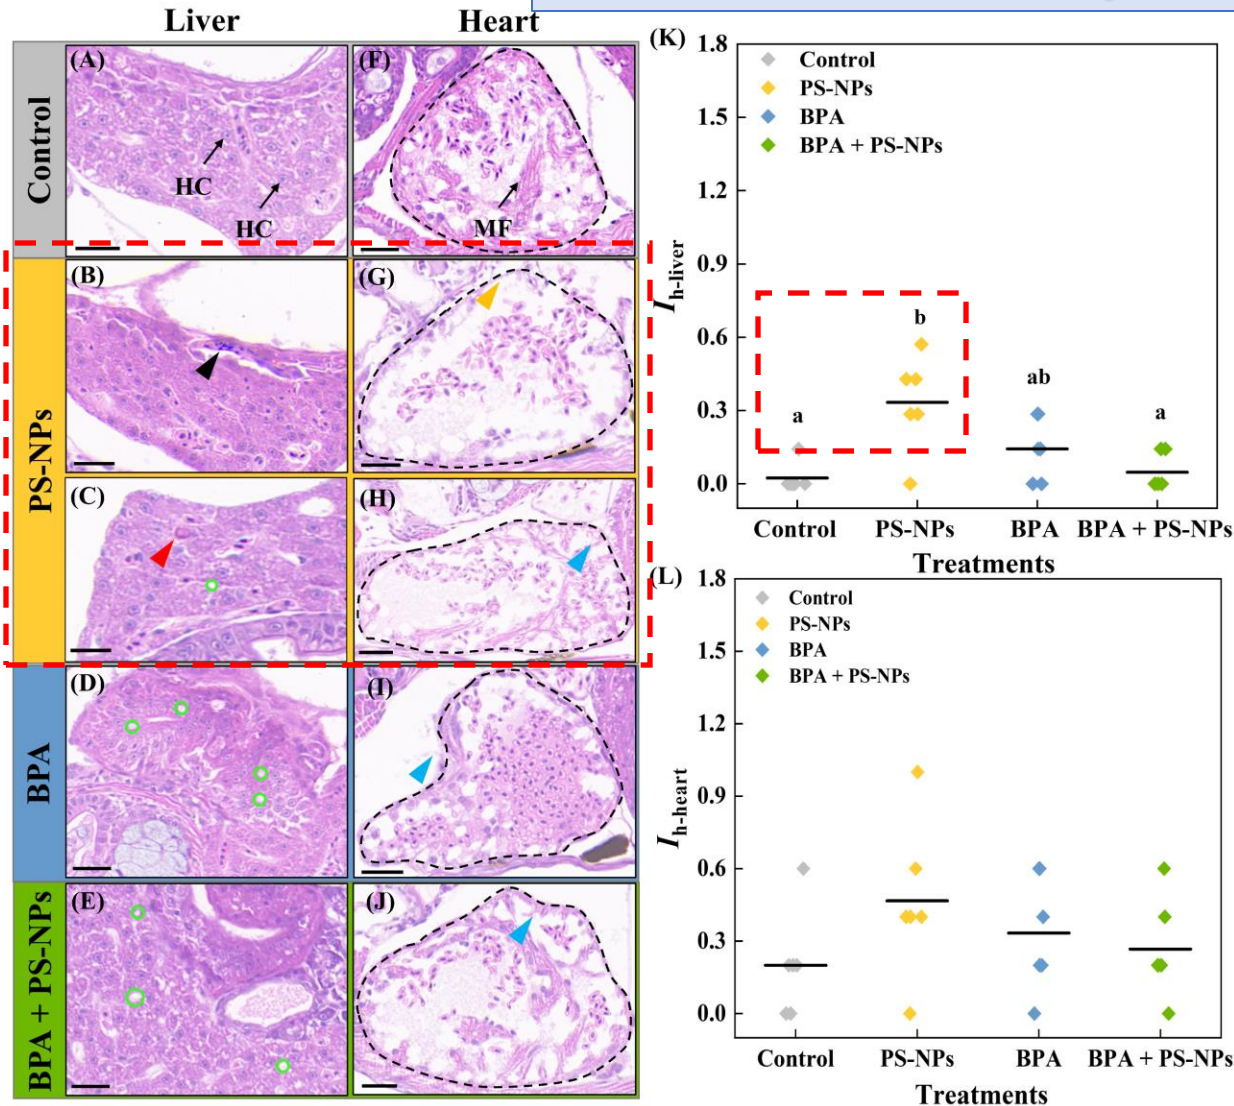 Liver
Heart
Control
PS-NPs
BPA
BPA + PS-NPs
(A)
HC
HC
(F)
MF
(B)
(G)
(C)
(H)
(D)
(I)
(E)
(J)
(K)
1.8
1.5
1.2
0.9
0.6
0.3
0.0
Ih-liver
Control
PS-NPs
BPA
BPA + PS-NPs
a
b
ab
a
Control
PS-NPs
BPA
BPA + PS-NPs
Treatments
(L)
1.8
1.5
1.2
0.9
0.6
0.3
0.0
Ih-heart
Control
PS-NPs
BPA
BPA + PS-NPs
Control
PS-NPs
BPA
BPA + PS-NPs
Treatments